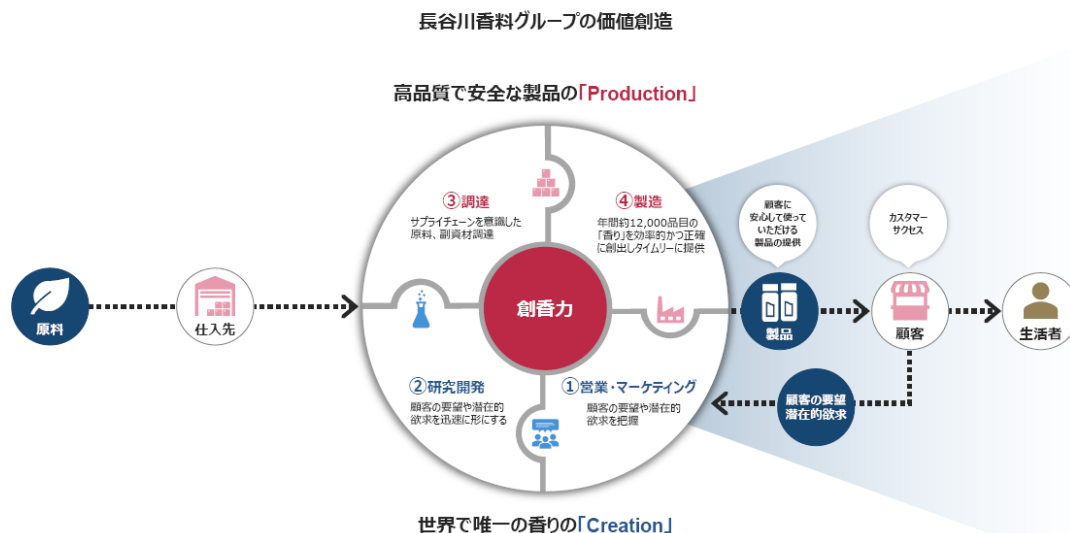 長谷川香料グループの価値創造
高品質で安全な製品の「Production」
③調達
サプライチェーンを意識した
原料、副資材調達
④製造
年間約12,000品目の
「香り」を効率的かつ正確
に創出しタイムリーに提供
顧客に
安心して使って
いただける
製品の提供
カスタマー
サクセス
原料
仕入先
創香力
製品
顧客
生活者
②研究開発
顧客の要望や潜在的
欲求を迅速に形にする
①営業・マーケティング
顧客の要望や潜在的
欲求を把握
顧客の要望
潜在的欲求
世界で唯一の香りの「Creation」